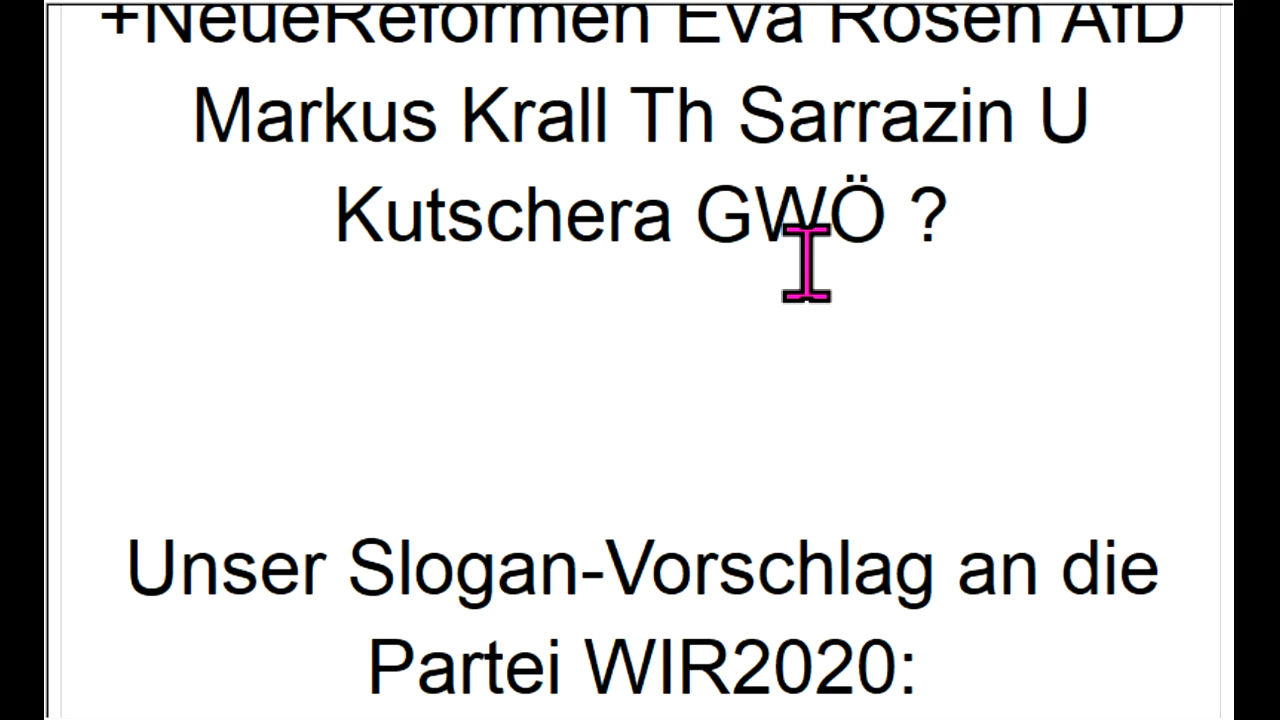 +NeueReformen Eva Rosen AfD
Markus Krall Th Sarrazin U
Kutschera GWÖ ?
Unser Slogan-Vorschlag an die
Partei WIR2020: